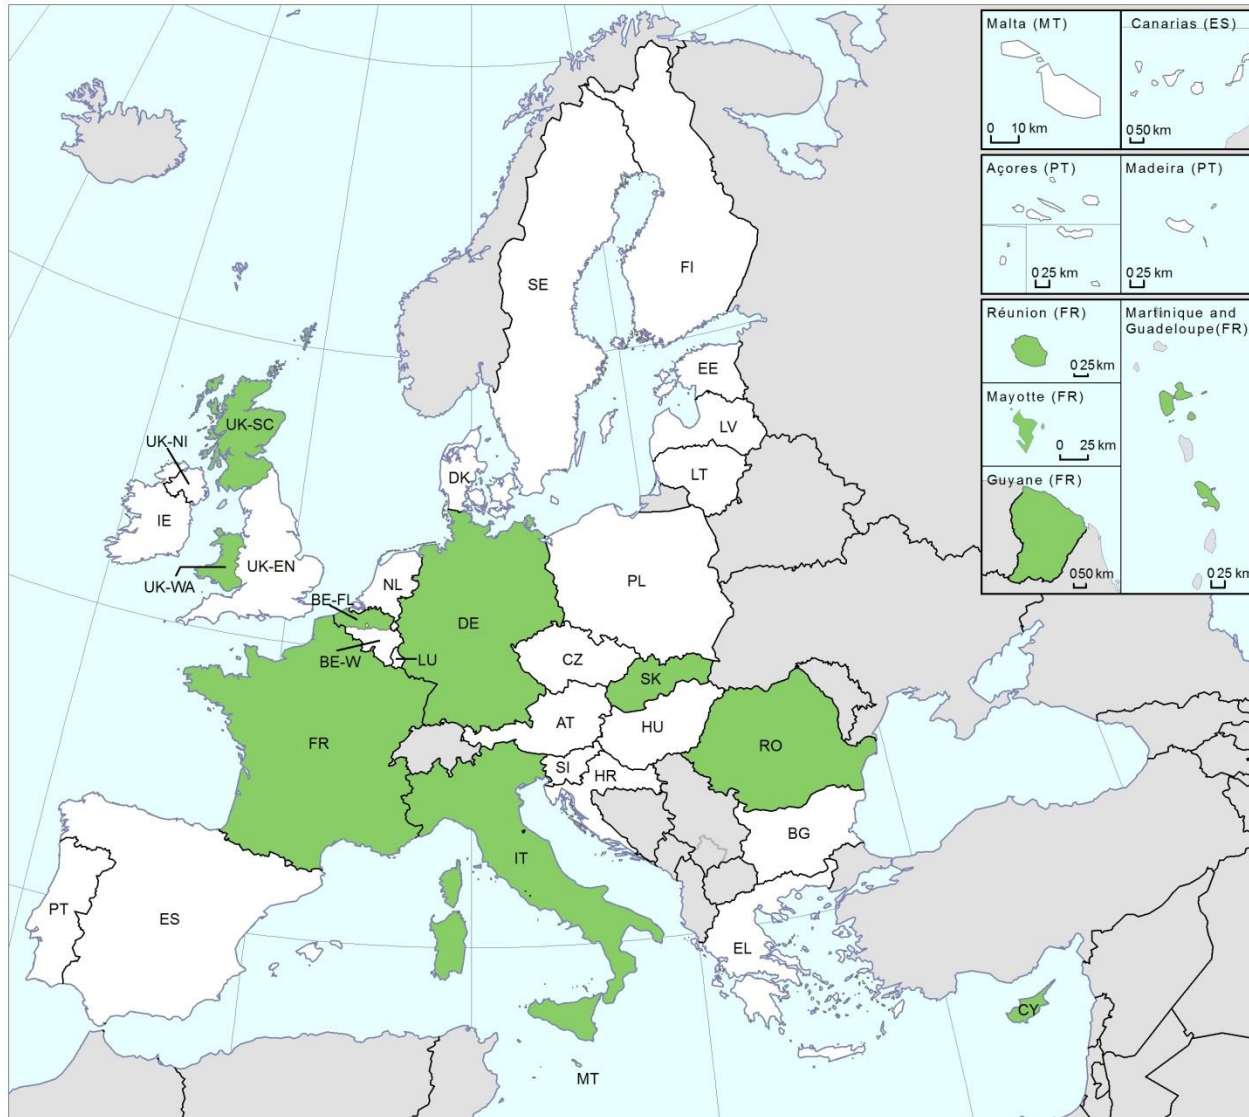 Malta (MT)
0 10 km
Canarias (ES)
0 50 km
Açores (PT)
0 25 km
Madeira (PT)
0 25 km
Réunion (FR)
0 25 km
Martinique and
Guadeloupe(FR)
0 25 km
Mayotte (FR)
0 25 km
Guyane (FR)
0 50 km
SE
FI
EE
LV
LT
UK-SC
UK-NI
DK
IE
UK-EN
UK-WA
NL
PL
BE-FL
DE
BE-W
LU
CZ
SK
AT
HU
FR
RO
SI
HR
BG
IT
PT
ES
EL
CY
MT